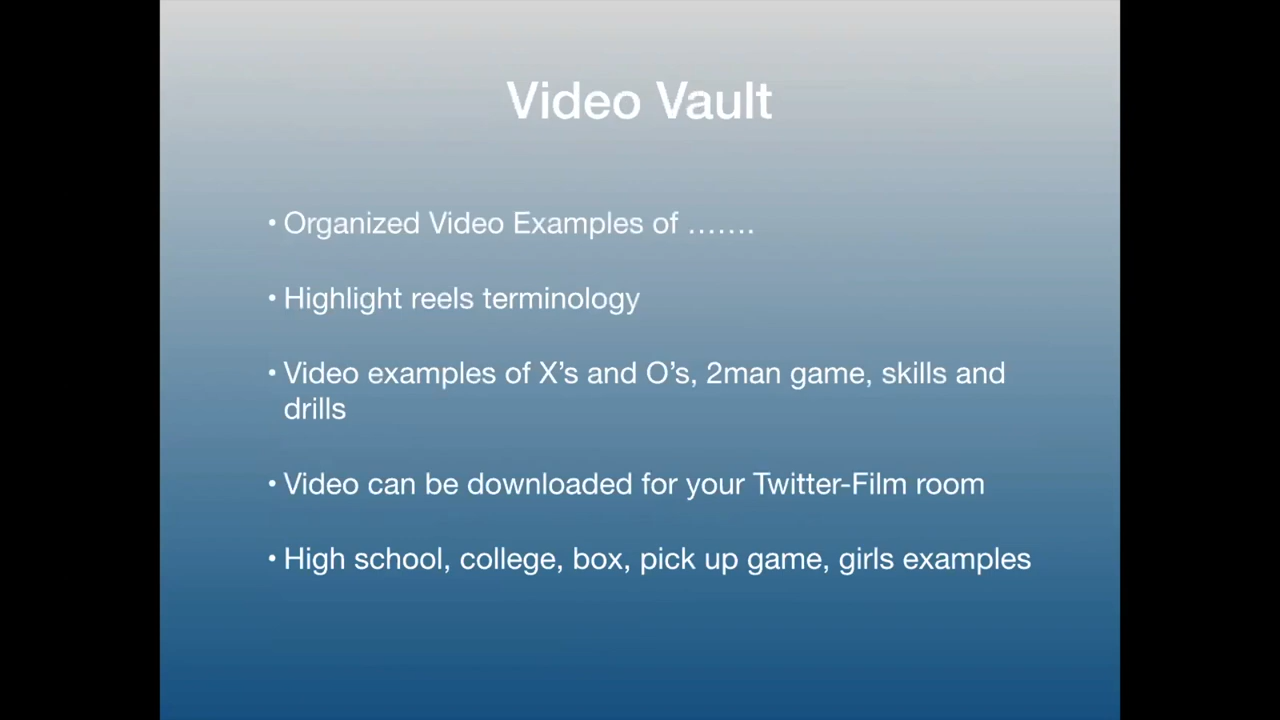 Video Vault
• Organized Video Examples of …….
• Highlight reels terminology
• Video examples of X’s and O’s, 2man game, skills and
drills
• Video can be downloaded for your Twitter-Film room
• High school, college, box, pick up game, girls examples